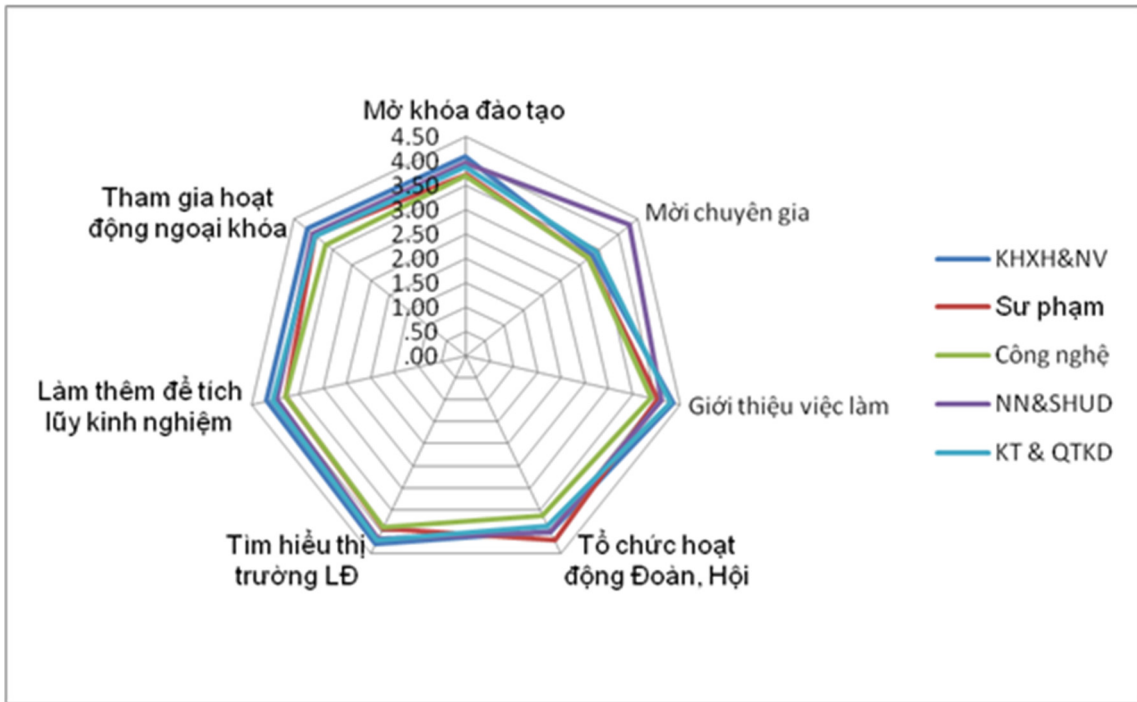 Mở khóa đào tạo
4.50
4.00
3.50
3.00
2.50
2.00
1.50
1.00
.50
.00
Tham gia hoạt
động ngoại khóa
Mời chuyên gia
Làm thêm để tích
lũy kinh nghiệm
Giới thiệu việc làm
Tìm hiểu thị
trường LĐ
Tổ chức hoạt
động Đoàn, Hội
KHXH&NV
Sư phạm
Công nghệ
NN&SHUD
KT & QTKD